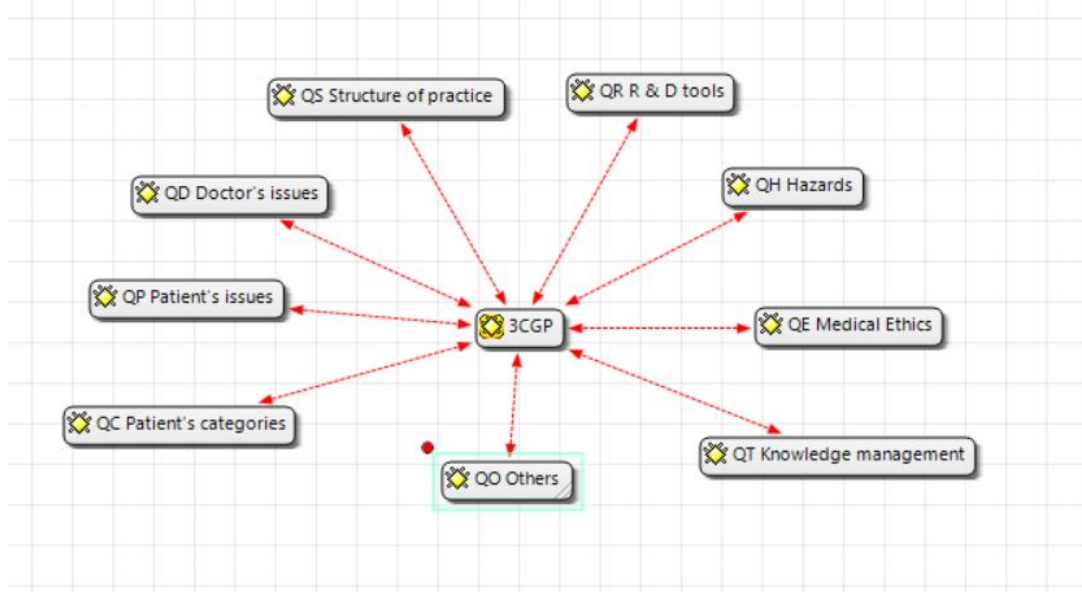 QS Structure of practice
QR R & D tools
QD Doctor's issues
QH Hazards
QP Patient's issues
3CGP
QE Medical Ethics
QC Patient's categories
QT Knowledge management
QO Others